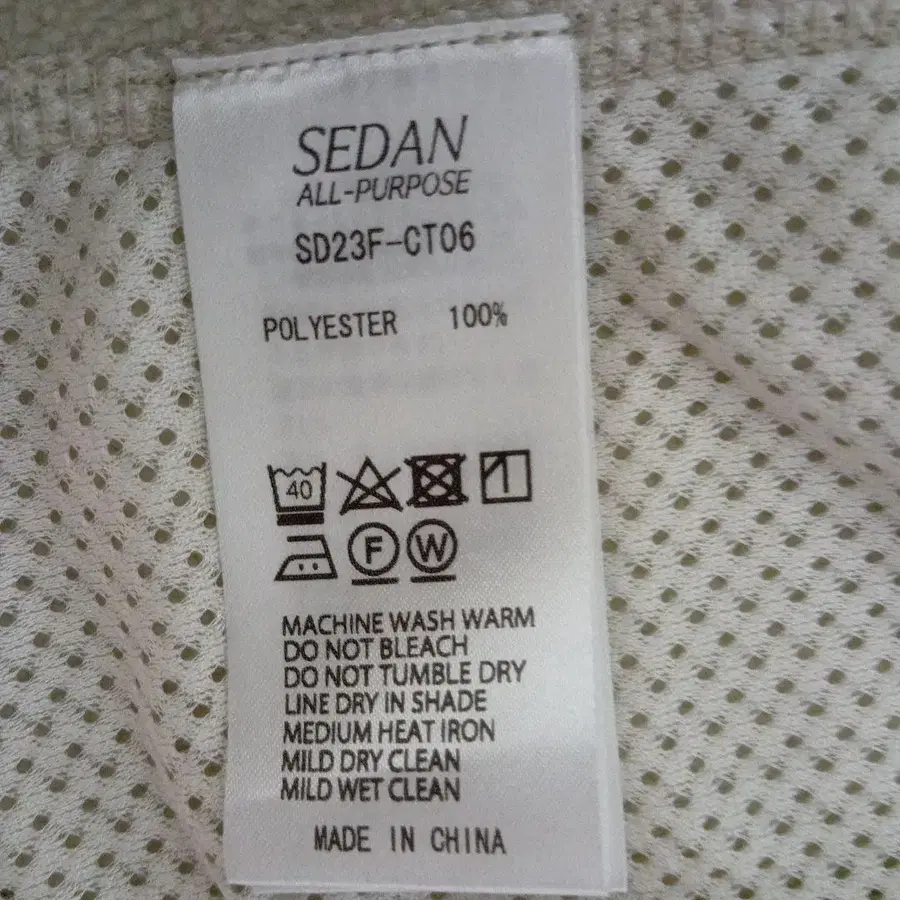 SEDAN
ALL-PURPOSE
SD23F-CT06
POLYESTER 100%
40
F W
MACHINE WASH WARM
DO NOT BLEACH
DO NOT TUMBLE DRY
LINE DRY IN SHADE
MEDIUM HEAT IRON
MILD DRY CLEAN
MILD WET CLEAN
MADE IN CHINA